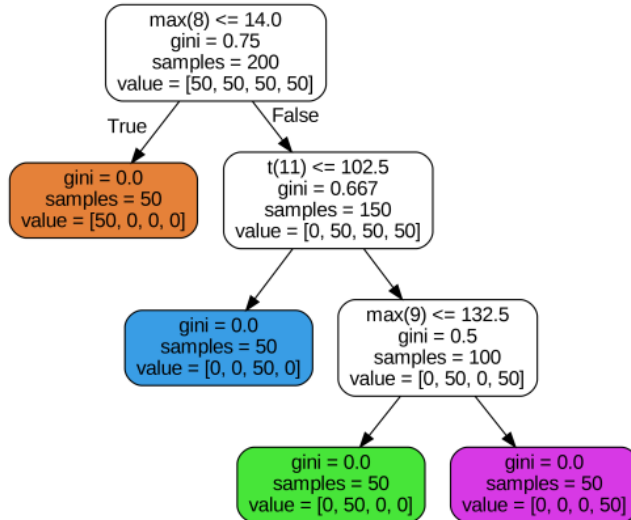 max(8) <= 14.0
gini = 0.75
samples = 200
value = [50, 50, 50, 50]
True
False
gini = 0.0
samples = 50
value = [50, 0, 0, 0]
t(11) <= 102.5
gini = 0.667
samples = 150
value = [0, 50, 50, 50]
gini = 0.0
samples = 50
value = [0, 0, 50, 0]
max(9) <= 132.5
gini = 0.5
samples = 100
value = [0, 50, 0, 50]
gini = 0.0
samples = 50
value = [0, 50, 0, 0]
gini = 0.0
samples = 50
value = [0, 0, 0, 50]